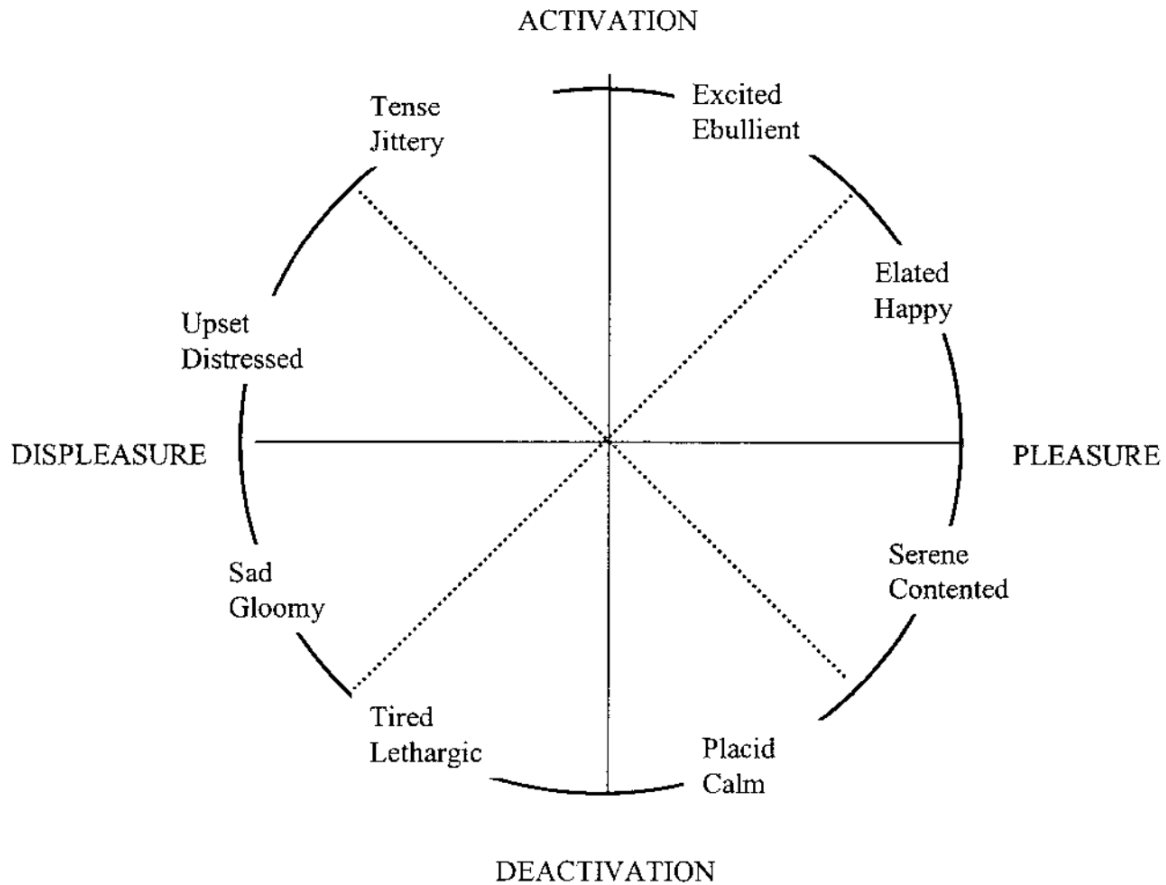 ACTIVATION
Tense
Jittery
Excited
Ebullient
Upset
Distressed
Elated
Happy
DISPLEASURE
PLEASURE
Sad
Gloomy
Serene
Contented
Tired
Lethargic
Placid
Calm
DEACTIVATION